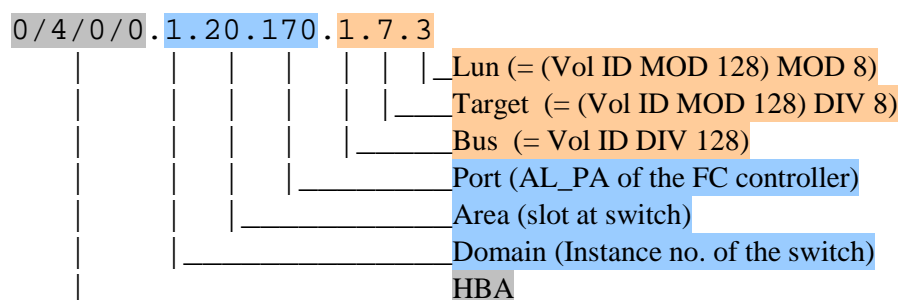 0/4/0/0.1.20.170.1.7.3
Lun (= (Vol ID MOD 128) MOD 8)
Target (= (Vol ID MOD 128) DIV 8)
Bus (= Vol ID DIV 128)
Port (AL_PA of the FC controller)
Area (slot at switch)
Domain (Instance no. of the switch)
HBA